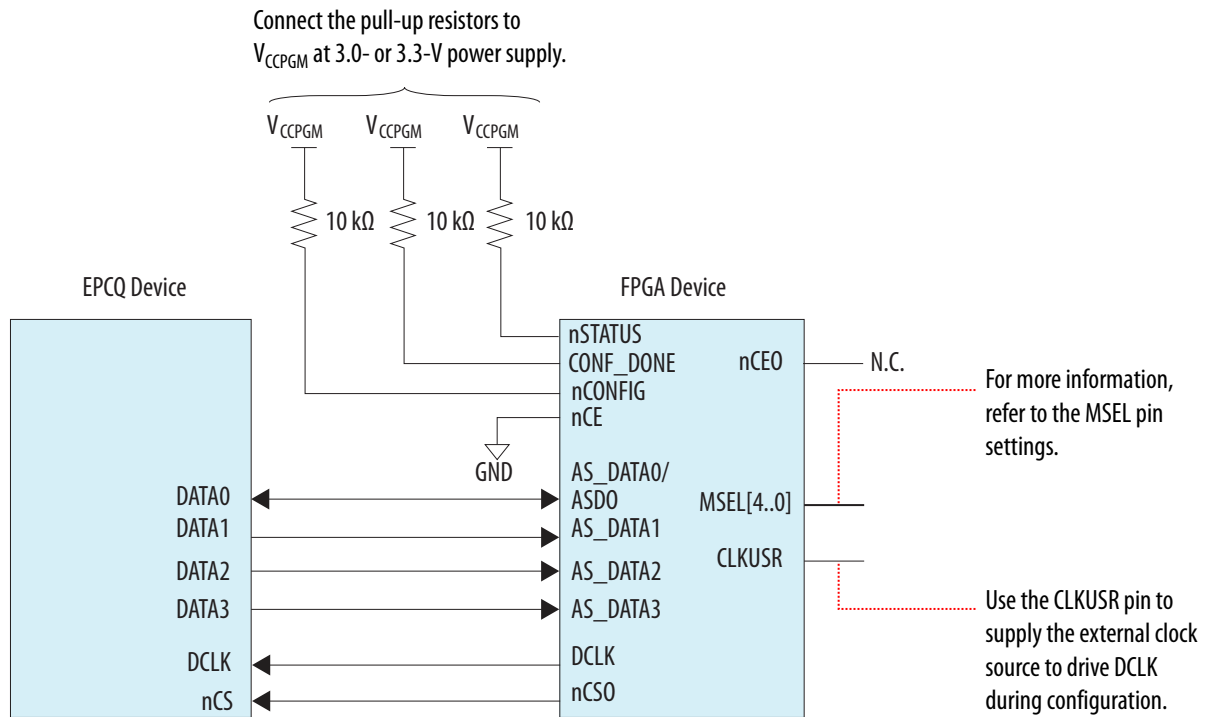 Connect the pull-up resistors to
VCCPGM at 3.0- or 3.3-V power supply.
VCCPGM VCCPGM VCCPGM
10 kΩ 10 kΩ 10 kΩ
EPCQ Device
FPGA Device
nSTATUS
CONF_DONE
nCONFIG
nCE
GND
nCEO
N.C.
For more information,
refer to the MSEL pin
settings.
DATA0
DATA1
DATA2
DATA3
DCLK
nCS
AS_DATA0/
ASDO
AS_DATA1
AS_DATA2
AS_DATA3
DCLK
nCSO
MSEL[4..0]
CLKUSR
Use the CLKUSR pin to
supply the external clock
source to drive DCLK
during configuration.